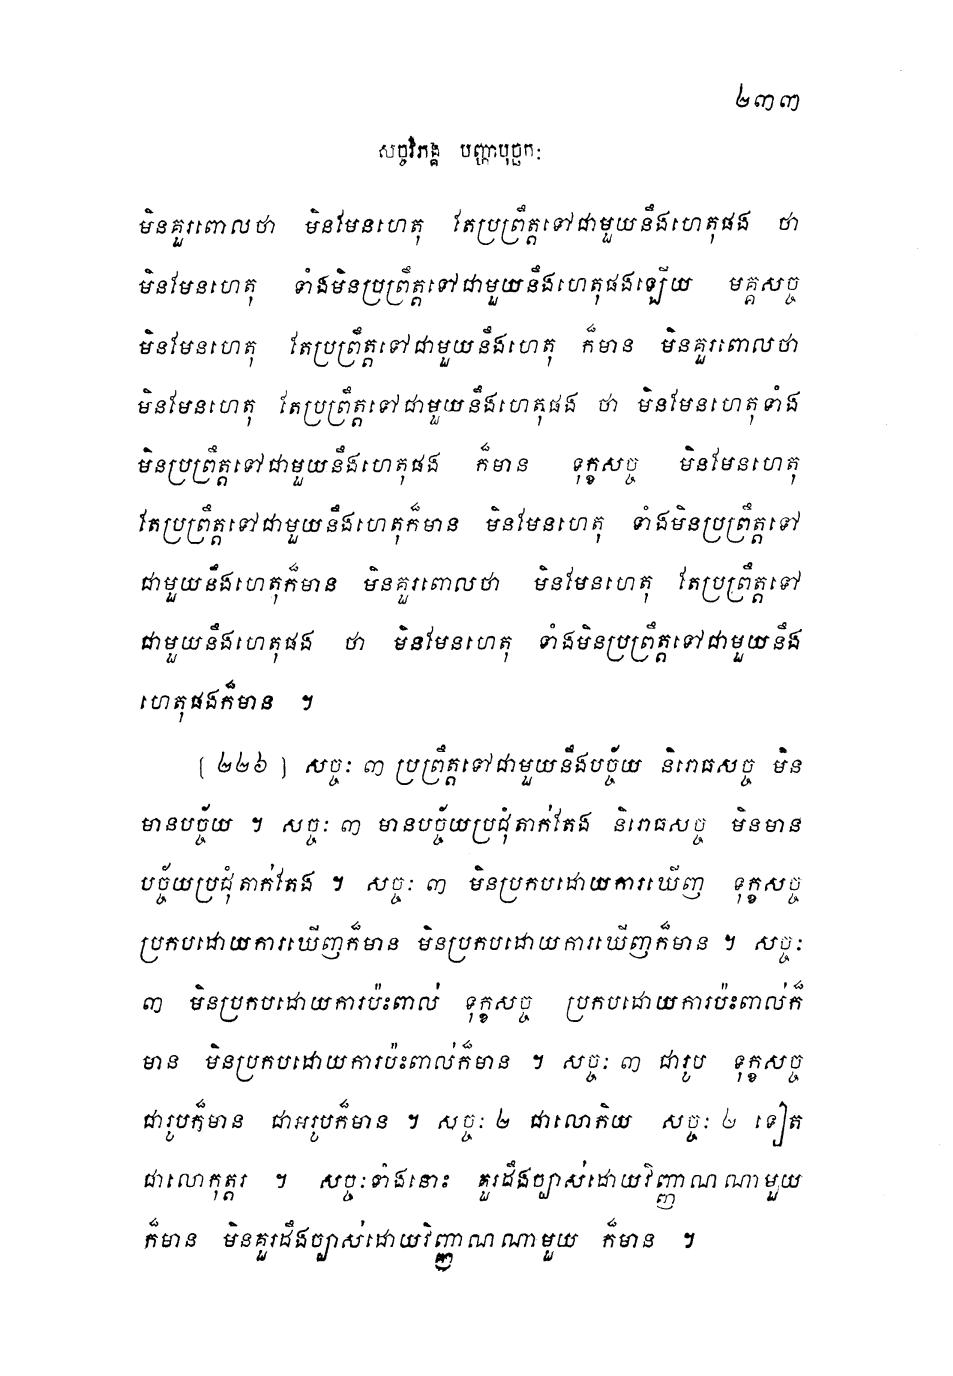 ២៣៣
សច្ចវិភង្គ បញ្ហាបុច្ឆកៈ
មិនគួរពោលថា មិនមែនហេតុ តែប្រព្រឹត្តទៅជាមួយនឹងហេតុផង ថា
មិនមែនហេតុ ទាំងមិនប្រព្រឹត្តទៅជាមួយនឹងហេតុផងឡើយ មគ្គសច្ច
មិនមែនហេតុ តែប្រព្រឹត្តទៅជាមួយនឹងហេតុ ក៏មាន មិនគួរពោលថា
មិនមែនហេតុ តែប្រព្រឹត្តទៅជាមួយនឹងហេតុផង ថា មិនមែនហេតុទាំង
មិនប្រព្រឹត្តទៅជាមួយនឹងហេតុផង ក៏មាន ទុក្ខសច្ច មិនមែនហេតុ
តែប្រព្រឹត្តទៅជាមួយនឹងហេតុក៏មាន មិនមែនហេតុ ទាំងមិនប្រព្រឹត្តទៅ
ជាមួយនឹងហេតុក៏មាន មិនគួរពោលថា មិនមែនហេតុ តែប្រព្រឹត្តទៅ
ជាមួយនឹងហេតុផង ថា មិនមែនហេតុ ទាំងមិនប្រព្រឹត្តទៅជាមួយនឹង
ហេតុផងក៏មាន ។
[ ២២៦ ] សច្ចៈ ៣ ប្រព្រឹត្តទៅជាមួយនឹងបច្ច័យ និរោធសច្ច មិន
មានបច្ច័យ ។ សច្ចៈ ៣ មានបច្ច័យប្រជុំតាក់តែង និរោធសច្ច មិនមាន
បច្ច័យប្រជុំតាក់តែង ។ សច្ចៈ ៣ មិនប្រកបដោយការឃើញ ទុក្ខសច្ច
ប្រកបដោយការឃើញក៏មាន មិនប្រកបដោយការឃើញក៏មាន ។ សច្ចៈ
៣ មិនប្រកបដោយការប៉ះពាល់ ទុក្ខសច្ច ប្រកបដោយការប៉ះពាល់ក៏
មាន មិនប្រកបដោយការប៉ះពាល់ក៏មាន ។ សច្ចៈ ៣ ជារូប ទុក្ខសច្ច
ជារូបក៏មាន ជាអរូបក៏មាន ។ សច្ចៈ ២ ជាលោកិយ សច្ចៈ ២ ទៀត
ជាលោកុត្តរ ។ សច្ចៈទាំងនោះ គួរដឹងច្បាស់ដោយវិញ្ញាណណាមួយ
ក៏មាន មិនគួរដឹងច្បាស់ដោយវិញ្ញាណណាមួយ ក៏មាន ។